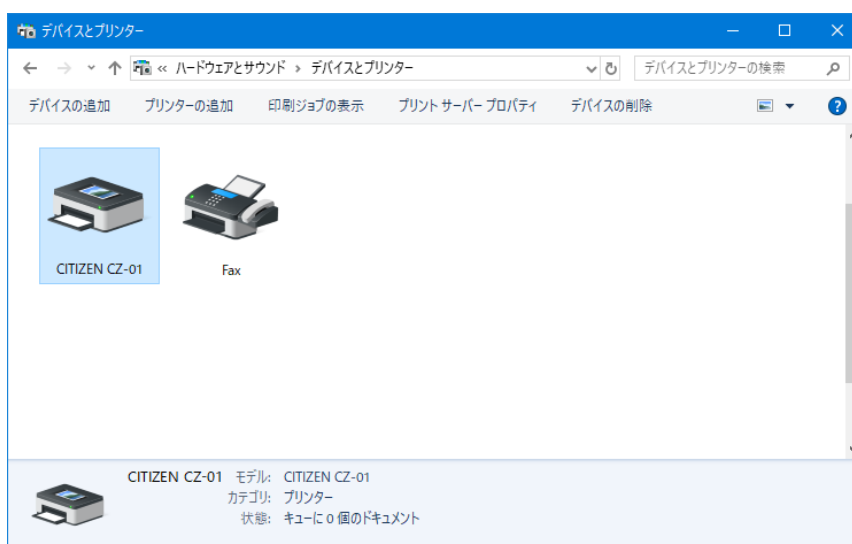 デバイスとプリンター
« ハードウェアとサウンド › デバイスとプリンター デバイスとプリンターの検索
デバイスの追加 プリンターの追加 印刷ジョブの表示 プリント サーバー プロパティ デバイスの削除
CITIZEN CZ-01 Fax
CITIZEN CZ-01 モデル: CITIZEN CZ-01
カテゴリ: プリンター
状態: キューに 0 個のドキュメント